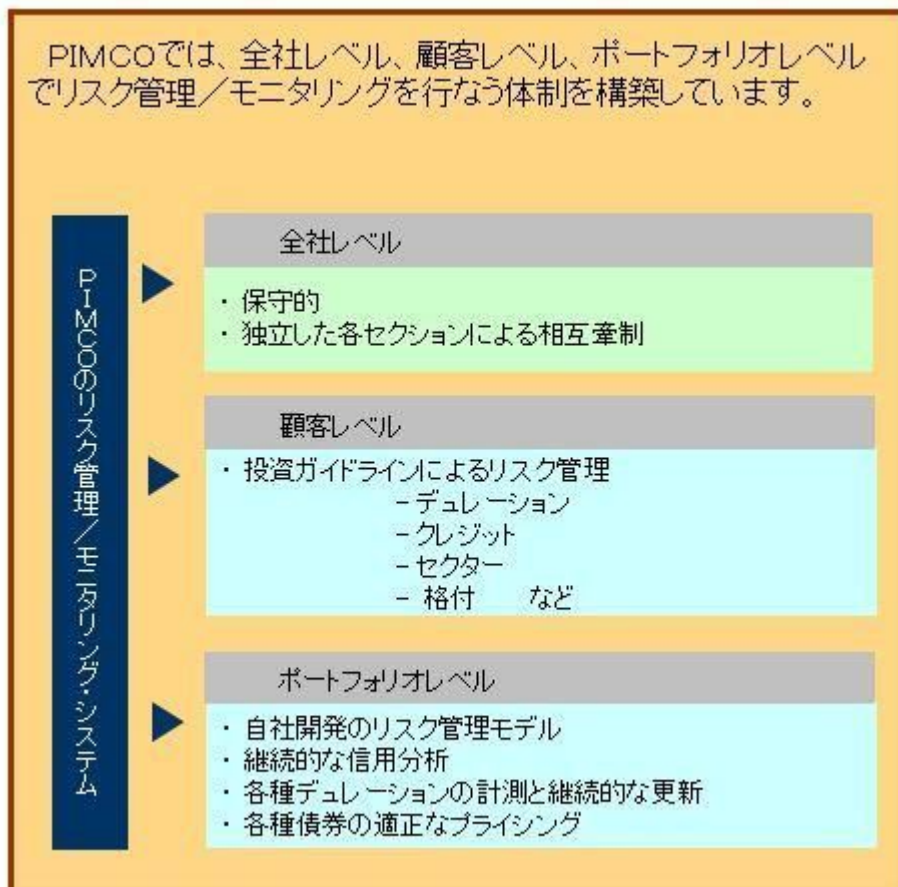 PIMCOでは、全社レベル、顧客レベル、ポートフォリオレベル
でリスク管理／モニタリングを行なう体制を構築しています。
PIMCOのリスク管理／モニタリング・システム
全社レベル
・ 保守的
・ 独立した各セクションによる相互牽制
顧客レベル
・ 投資ガイドラインによるリスク管理
－デュレーション
－クレジット
－セクター
－ 格付　　など
ポートフォリオレベル
・ 自社開発のリスク管理モデル
・ 継続的な信用分析
・ 各種デュレーションの計測と継続的な更新
・ 各種債券の適正なプライシング